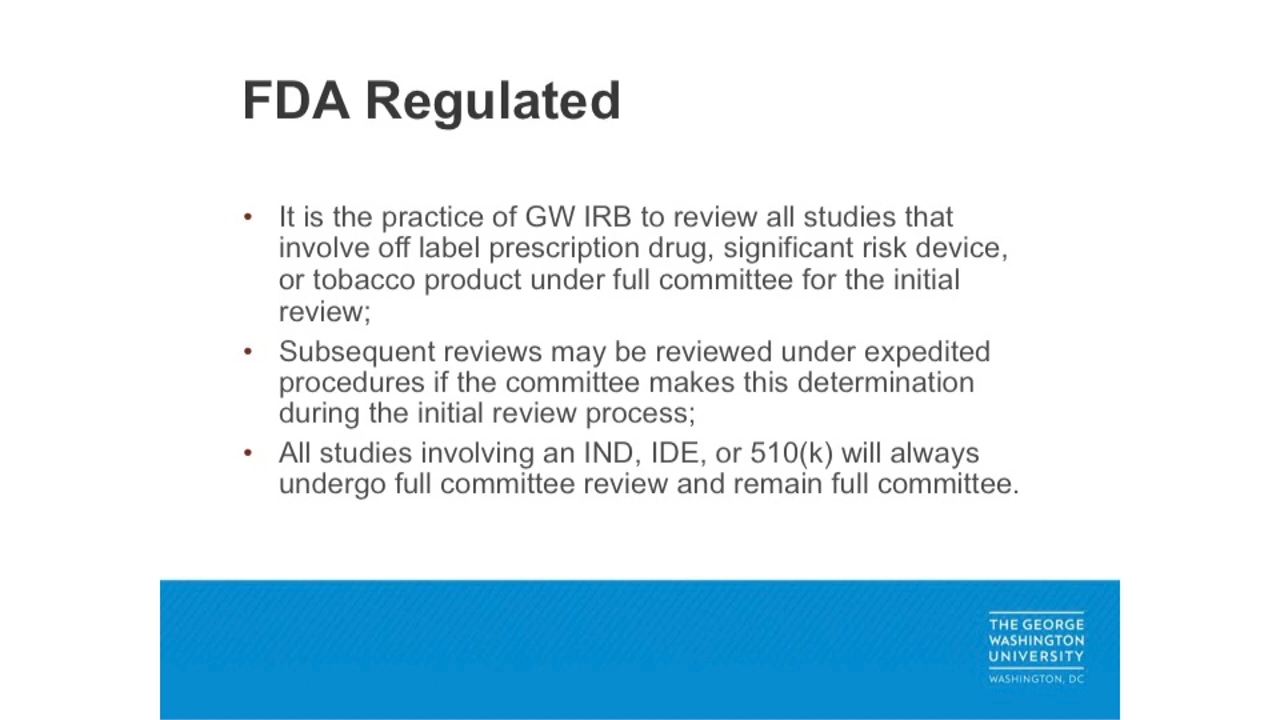 FDA Regulated
• It is the practice of GW IRB to review all studies that
involve off label prescription drug, significant risk device,
or tobacco product under full committee for the initial
review;
• Subsequent reviews may be reviewed under expedited
procedures if the committee makes this determination
during the initial review process;
• All studies involving an IND, IDE, or 510(k) will always
undergo full committee review and remain full committee.
THE GEORGE
WASHINGTON
UNIVERSITY
WASHINGTON, DC